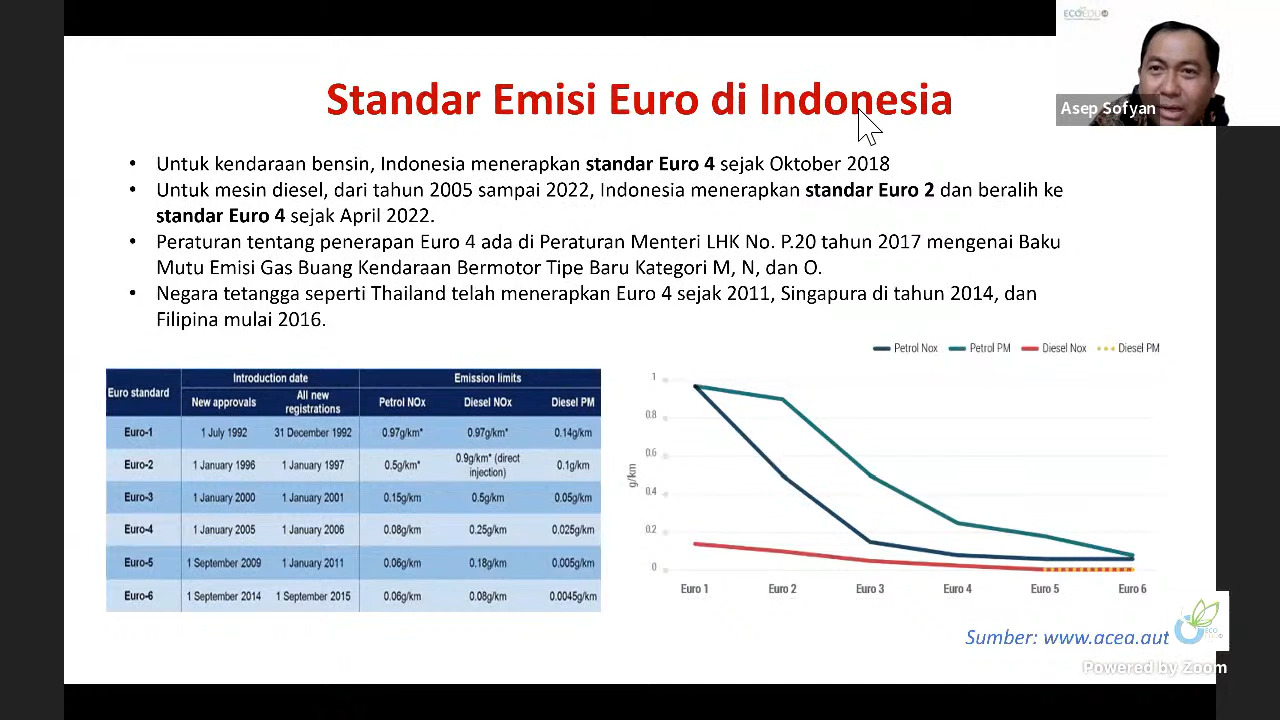 ECOEDU
Asep Sofyan
Standar Emisi Euro di Indonesia
• Untuk kendaraan bensin, Indonesia menerapkan standar Euro 4 sejak Oktober 2018
• Untuk mesin diesel, dari tahun 2005 sampai 2022, Indonesia menerapkan standar Euro 2 dan beralih ke
standar Euro 4 sejak April 2022.
• Peraturan tentang penerapan Euro 4 ada di Peraturan Menteri LHK No. P.20 tahun 2017 mengenai Baku
Mutu Emisi Gas Buang Kendaraan Bermotor Tipe Baru Kategori M, N, dan O.
• Negara tetangga seperti Thailand telah menerapkan Euro 4 sejak 2011, Singapura di tahun 2014, dan
Filipina mulai 2016.
Euro standard Introduction date Emission limits
New approvals All new registrations Petrol NOx Diesel NOx Diesel PM
Euro-1 1 July 1992 31 December 1992 0.97g/km* 0.97g/km* 0.14g/km
Euro-2 1 January 1996 1 January 1997 0.5g/km* 0.9g/km* (direct injection) 0.1g/km
Euro-3 1 January 2000 1 January 2001 0.15g/km 0.5g/km 0.05g/km
Euro-4 1 January 2005 1 January 2006 0.08g/km 0.25g/km 0.025g/km
Euro-5 1 September 2009 1 January 2011 0.06g/km 0.18g/km 0.005g/km
Euro-6 1 September 2014 1 September 2015 0.06g/km 0.08g/km 0.0045g/km
Petrol Nox Petrol PM Diesel Nox Diesel PM
g/km
1
0.8
0.6
0.4
0.2
0
Euro 1 Euro 2 Euro 3 Euro 4 Euro 5 Euro 6
Sumber: www.acea.aut
ECO
Powered by Zoom